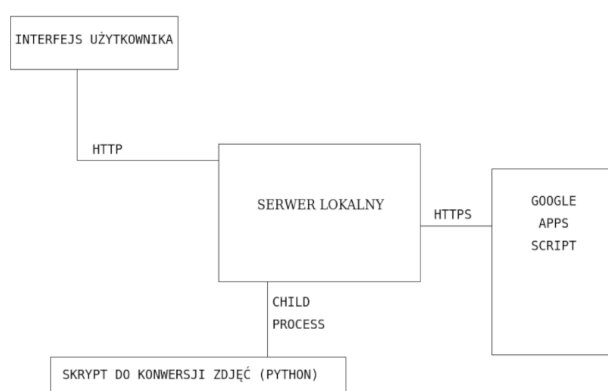 INTERFEJS UŻYTKOWNIKA
HTTP
SERWER LOKALNY
HTTPS
GOOGLE
APPS
SCRIPT
CHILD
PROCESS
SKRYPT DO KONWERSJI ZDJĘĆ (PYTHON)